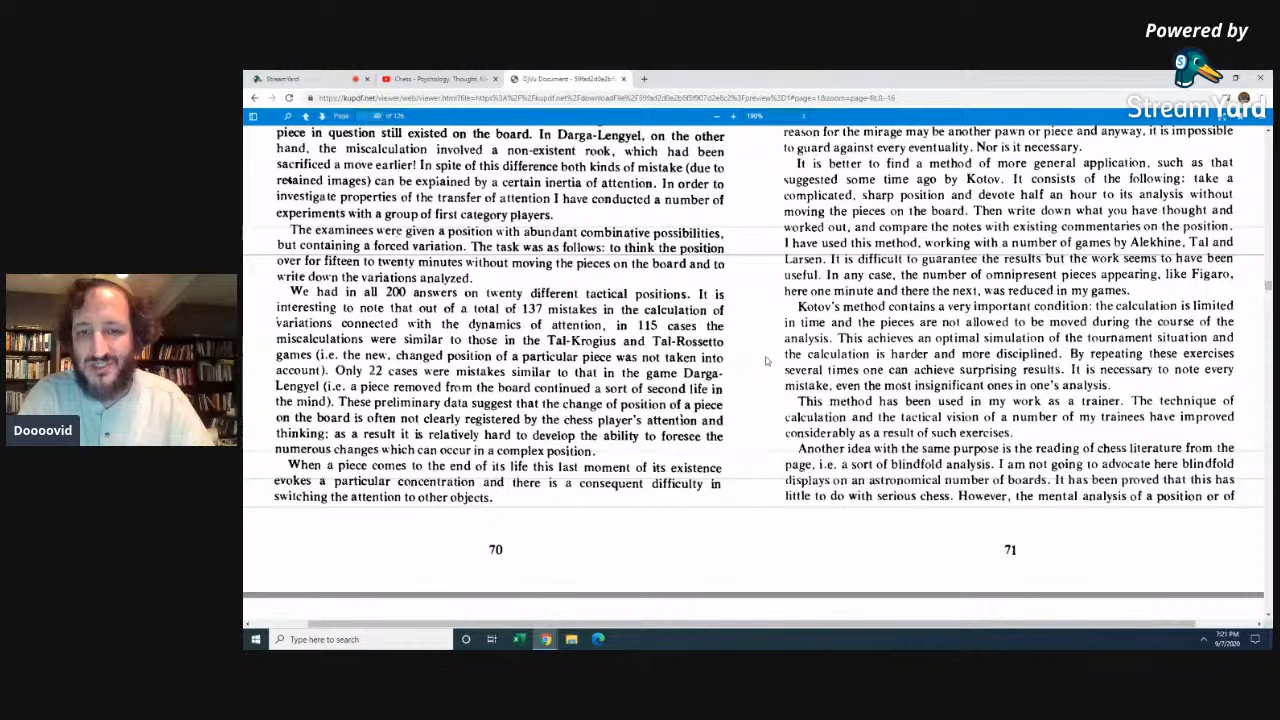 Powered by
StreamYard
StreamYard
Chess - Psychology, Thought,
DjVu Document - 59fad2d0e2b6f
Page
40 of 126
190%
piece in question still existed on the board. In Darga-Lengyel, on the other
hand, the miscalculation involved a non-existent rook, which had been
sacrificed a move earlier! In spite of this difference both kinds of mistake (due to
retained images) can be explained by a certain inertia of attention. In order to
investigate properties of the transfer of attention I have conducted a number of
experiments with a group of first category players.
The examinees were given a position with abundant combinative possibilities,
but containing a forced variation. The task was as follows: to think the position
over for fifteen to twenty minutes without moving the pieces on the board and to
write down the variations analyzed.
We had in all 200 answers on twenty different tactical positions. It is
interesting to note that out of a total of 137 mistakes in the calculation of
variations connected with the dynamics of attention, in 115 cases the
miscalculations were similar to those in the Tal-Krogius and Tal-Rossetto
games (i.e. the new, changed position of a particular piece was not taken into
account). Only 22 cases were mistakes similar to that in the game Darga-
Lengyel (i.e. a piece removed from the board continued a sort of second life in
the mind). These preliminary data suggest that the change of position of a piece
on the board is often not clearly registered by the chess player's attention and
thinking; as a result it is relatively hard to develop the ability to foresee the
numerous changes which can occur in a complex position.
When a piece comes to the end of its life this last moment of its existence
evokes a particular concentration and there is a consequent difficulty in
switching the attention to other objects.
70
reason for the mirage may be another pawn or piece and anyway, it is impossible
to guard against every eventuality. Nor is it necessary.
It is better to find a method of more general application, such as that
suggested some time ago by Kotov. It consists of the following: take a
complicated, sharp position and devote half an hour to its analysis without
moving the pieces on the board. Then write down what you have thought and
worked out, and compare the notes with existing commentaries on the position.
I have used this method, working with a number of games by Alekhine, Tal and
Larsen. It is difficult to guarantee the results but the work seems to have been
useful. In any case, the number of omnipresent pieces appearing, like Figaro,
here one minute and there the next, was reduced in my games.
Kotov's method contains a very important condition: the calculation is limited
in time and the pieces are not allowed to be moved during the course of the
analysis. This achieves an optimal simulation of the tournament situation and
the calculation is harder and more disciplined. By repeating these exercises
several times one can achieve surprising results. It is necessary to note every
mistake, even the most insignificant ones in one's analysis.
This method has been used in my work as a trainer. The technique of
calculation and the tactical vision of a number of my trainees have improved
considerably as a result of such exercises.
Another idea with the same purpose is the reading of chess literature from the
page, i.e. a sort of blindfold analysis. I am not going to advocate here blindfold
displays on an astronomical number of boards. It has been proved that this has
little to do with serious chess. However, the mental analysis of a position or of
71
Doooovid
Type here to search
7:21 PM
9/7/2020